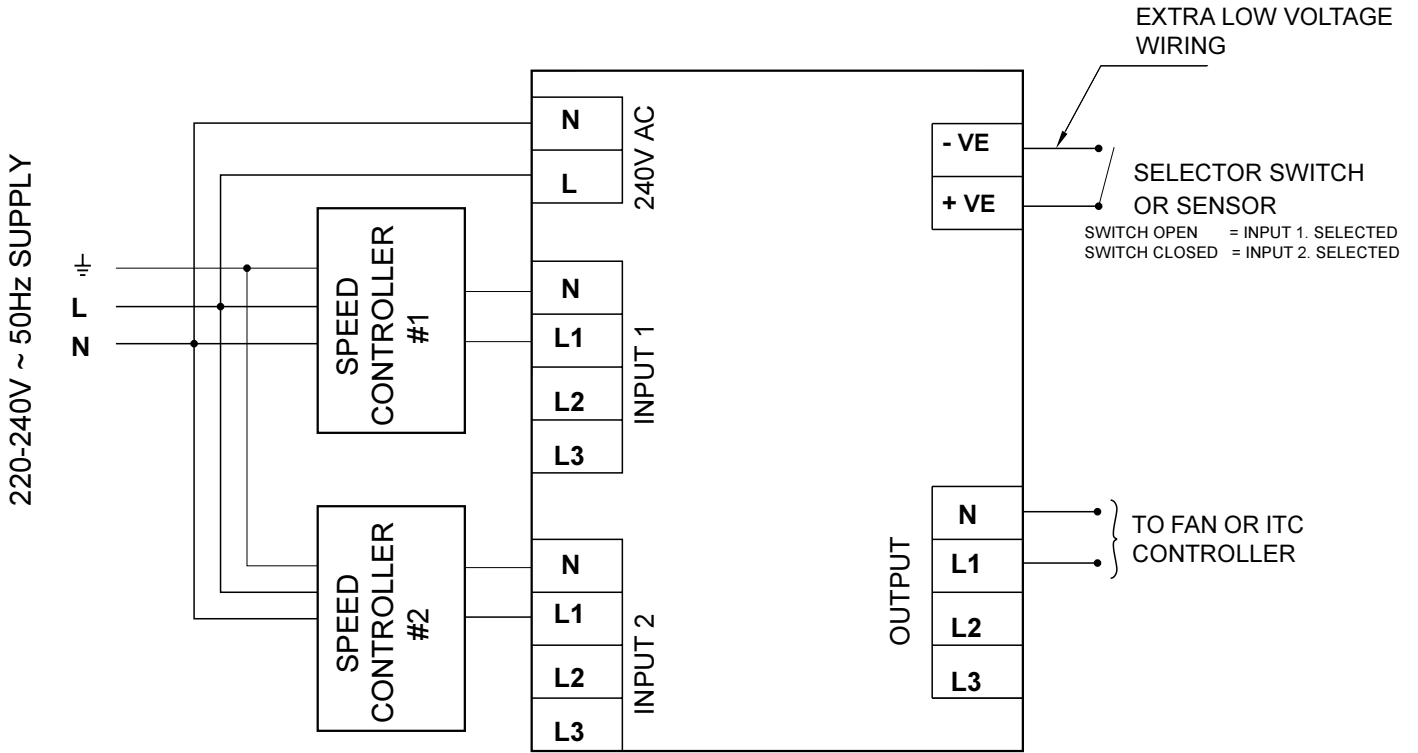 EXTRA LOW VOLTAGE
WIRING
220-240V ~ 50Hz SUPPLY
L
N
N
L
240V AC
SPEED
CONTROLLER
#1
N
L1
L2
L3
INPUT 1
SPEED
CONTROLLER
#2
N
L1
L2
L3
INPUT 2
- VE
+ VE
SELECTOR SWITCH
OR SENSOR
SWITCH OPEN = INPUT 1. SELECTED
SWITCH CLOSED = INPUT 2. SELECTED
OUTPUT
N
L1
L2
L3
TO FAN OR ITC
CONTROLLER